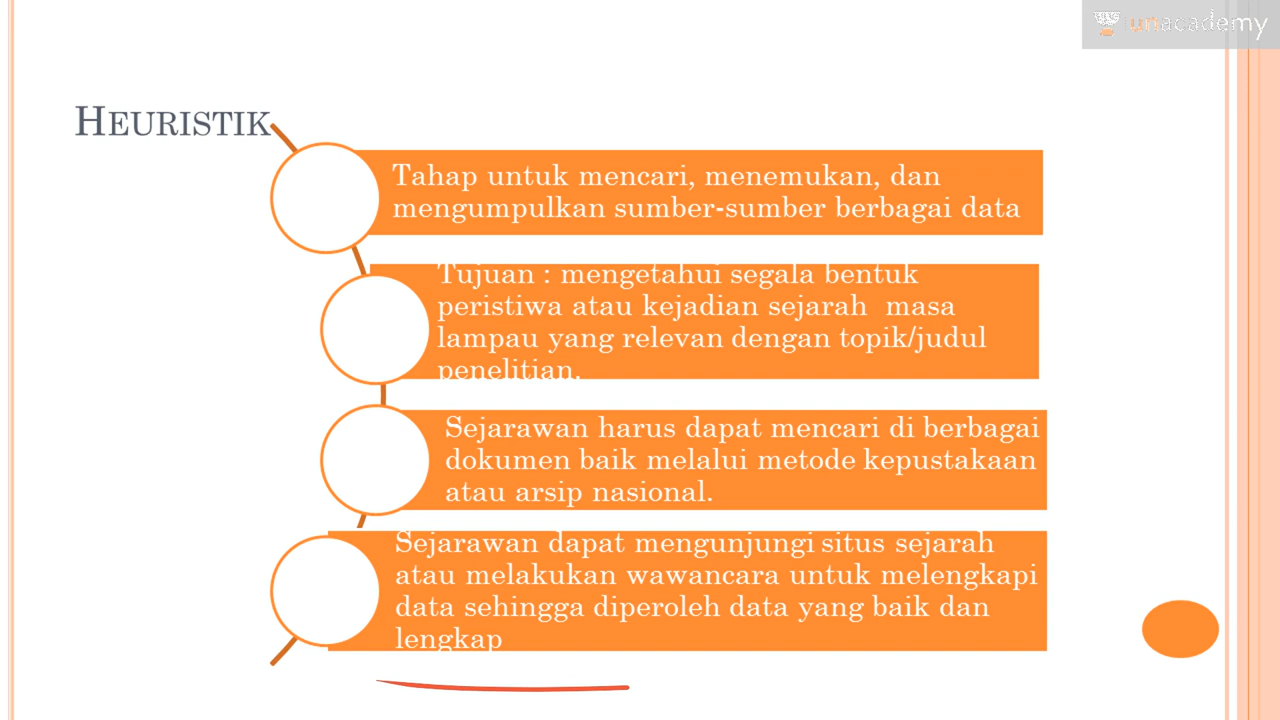 unacademy
HEURISTIK
Tahap untuk mencari, menemukan, dan
mengumpulkan sumber-sumber berbagai data
Tujuan : mengetahui segala bentuk
peristiwa atau kejadian sejarah masa
lampau yang relevan dengan topik/judul
penelitian.
Sejarawan harus dapat mencari di berbagai
dokumen baik melalui metode kepustakaan
atau arsip nasional.
Sejarawan dapat mengunjungi situs sejarah
atau melakukan wawancara untuk melengkapi
data sehingga diperoleh data yang baik dan
lengkap